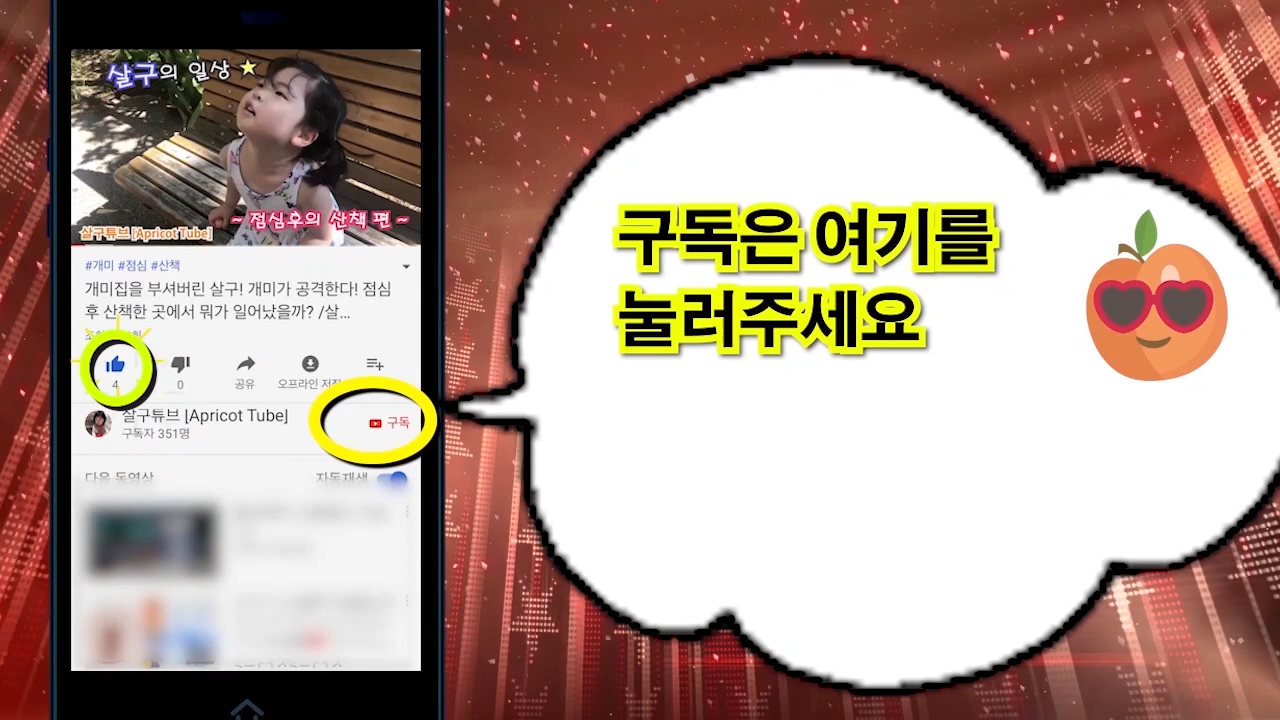 살구의 일상
~ 점심후의 산책 편 ~
살구튜브 [Apricot Tube]
#개미 #점심 #산책
개미집을 부셔버린 살구! 개미가 공격한다! 점심
후 산책한 곳에서 뭐가 일어났을까? /살...
4
0
공유
오프라인 저장
살구튜브 [Apricot Tube]
구독자 351명
구독
다음 동영상
자동재생
구독은 여기를
눌러주세요